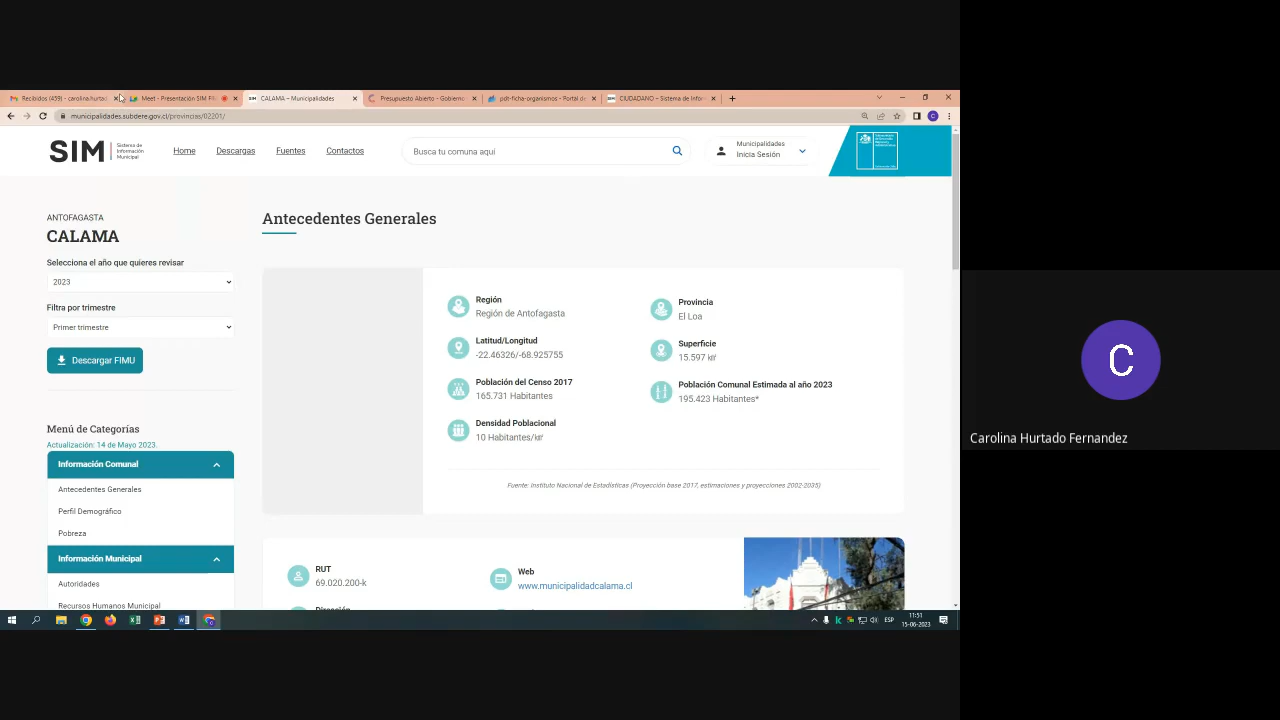 Recibidos (459) - carolina.hurtad
Meet - Presentación SIM Fi
SIM CALAMA – Municipalidades
Presupuesto Abierto - Gobierno
pdt-ficha-organismos - Portal de
SIM CIUDADANO – Sistema de Infor
municipalidades.subdere.gov.cl/provincias/02201/
C
SIM
Sistema de
Información
Municipal
Home
Descargas
Fuentes
Contactos
Busca tu comuna aquí
Municipalidades
Inicia Sesión
ANTOFAGASTA
CALAMA
Selecciona el año que quieres revisar
2023
Filtra por trimestre
Primer trimestre
Descargar FIMU
Menú de Categorías
Actualización: 14 de Mayo 2023.
Información Comunal
Antecedentes Generales
Perfil Demográfico
Pobreza
Información Municipal
Autoridades
Recursos Humanos Municipal
Antecedentes Generales
Región
Región de Antofagasta
Provincia
El Loa
Latitud/Longitud
-22.46326/-68.925755
Superficie
15.597 ㎢
Población del Censo 2017
165.731 Habitantes
Población Comunal Estimada al año 2023
195.423 Habitantes*
Densidad Poblacional
10 Habitantes/㎢
Fuente: Instituto Nacional de Estadísticas (Proyección base 2017, estimaciones y proyecciones 2002-2035)
RUT
69.020.200-k
Web
www.municipalidadcalama.cl
Dirección
ESP
11:51
15-06-2023
C
Carolina Hurtado Fernandez